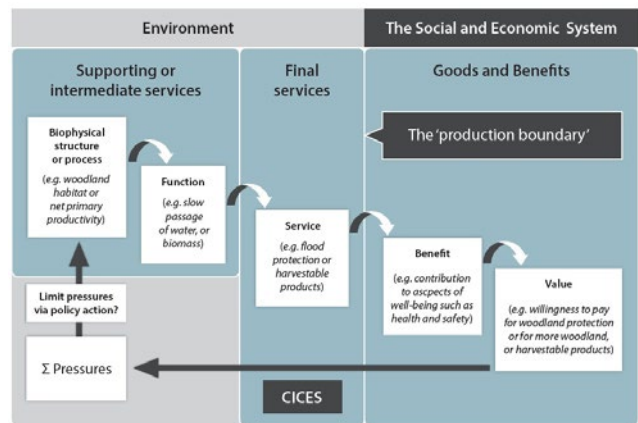 Environment
The Social and Economic System
Supporting or
intermediate services
Final
services
Goods and Benefits
The 'production boundary'
Biophysical
structure
or process
(e.g. woodland
habitat or
net primary
productivity)
Function
(e.g. slow
passage
of water, or
biomass)
Service
(e.g. flood
protection or
harvestable
products)
Benefit
(e.g. contribution
to aspcects of
well-being such as
health and safety)
Value
(e.g. willingness to pay
for woodland protection
or for more woodland,
or harvestable products)
Limit pressures
via policy action?
Σ Pressures
CICES